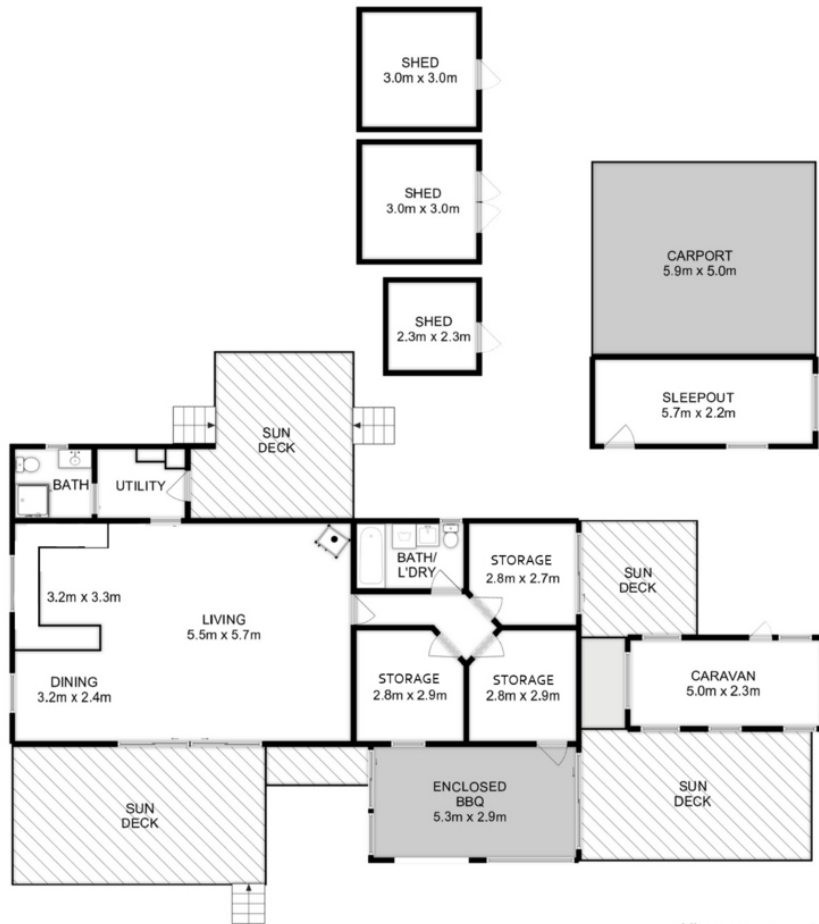 SHED
3.0m x 3.0m
SHED
3.0m x 3.0m
CARPORT
5.9m x 5.0m
SHED
2.3m x 2.3m
SLEEPOUT
5.7m x 2.2m
SUN
DECK
BATH
UTILITY
BATH/
L'DRY
STORAGE
2.8m x 2.7m
SUN
DECK
3.2m x 3.3m
LIVING
5.5m x 5.7m
DINING
3.2m x 2.4m
STORAGE
2.8m x 2.9m
STORAGE
2.8m x 2.9m
CARAVAN
5.0m x 2.3m
SUN
DECK
ENCLOSED
BBQ
5.3m x 2.9m
SUN
DECK